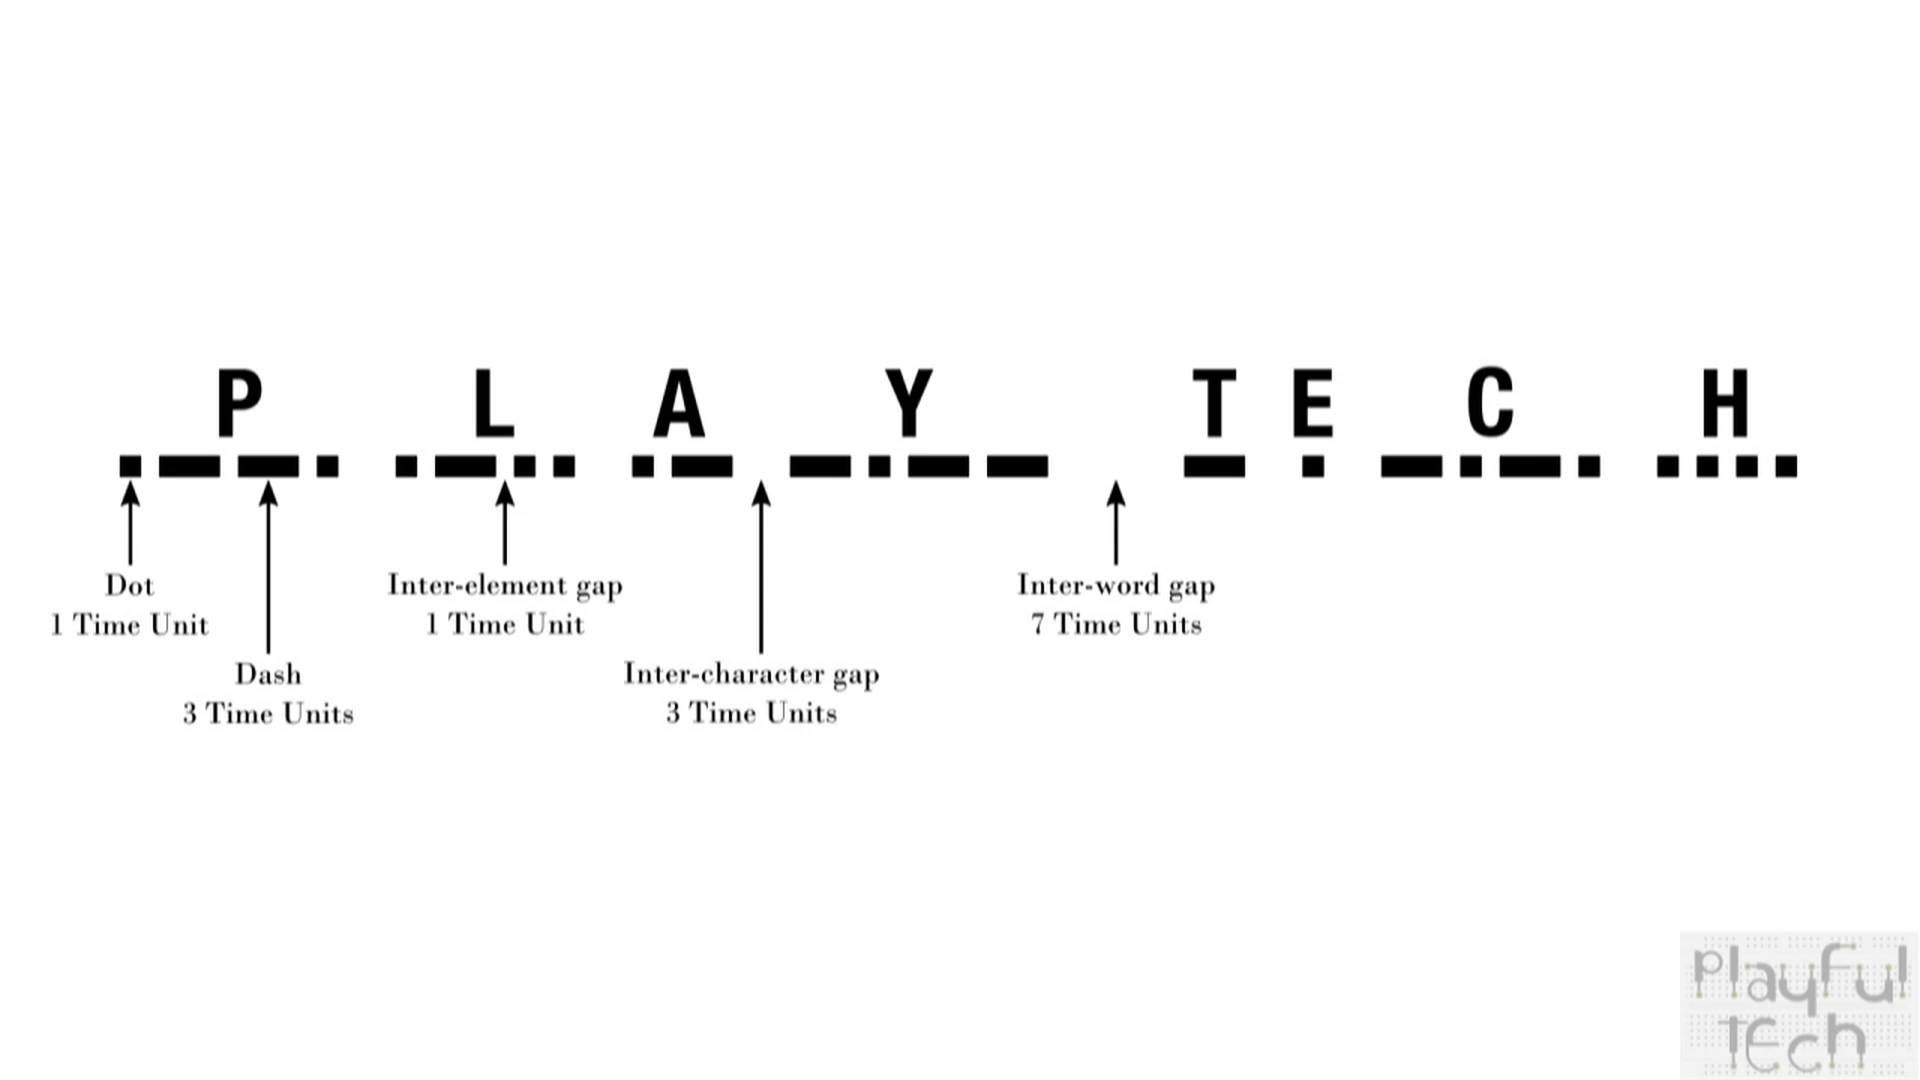 P L A Y T E C H
Dot
1 Time Unit
Dash
3 Time Units
Inter-element gap
1 Time Unit
Inter-character gap
3 Time Units
Inter-word gap
7 Time Units
Playful
TEch